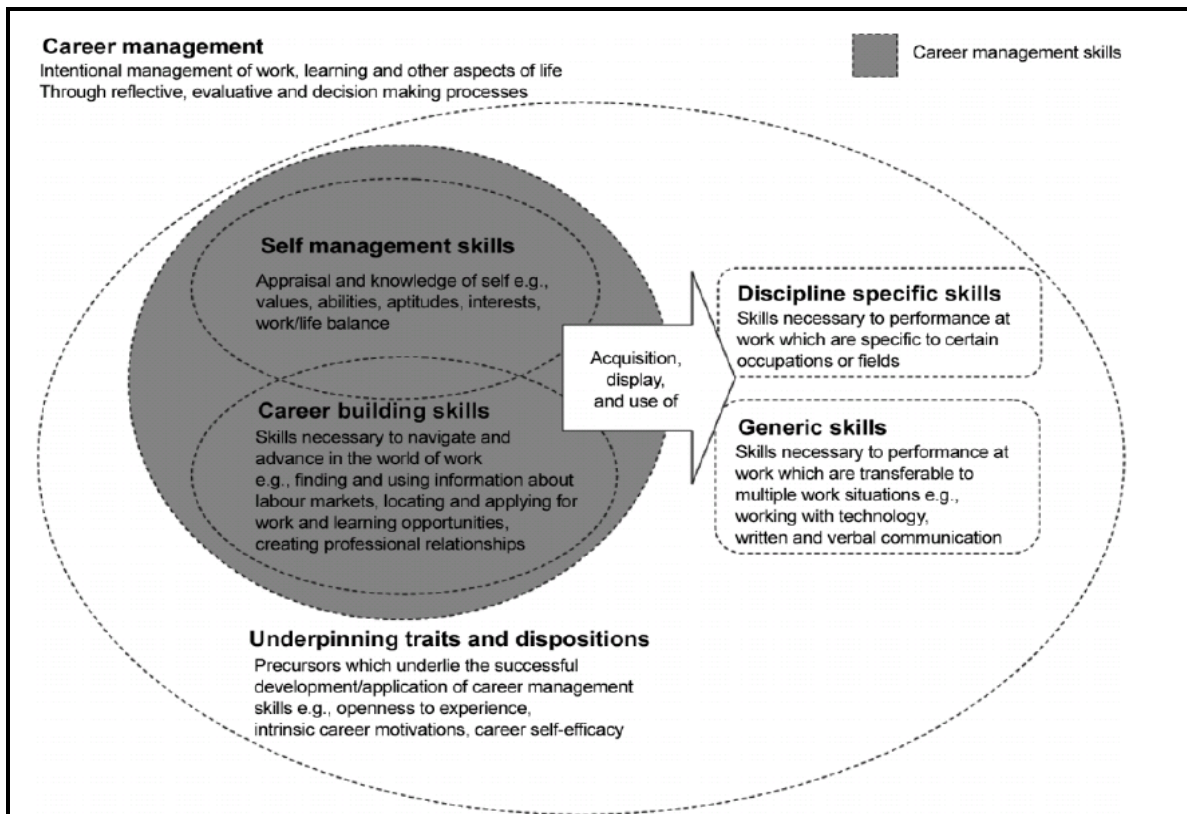 Career management
Intentional management of work, learning and other aspects of life
Through reflective, evaluative and decision making processes
Career management skills
Self management skills
Appraisal and knowledge of self e.g.,
values, abilities, aptitudes, interests,
work/life balance
Career building skills
Skills necessary to navigate and
advance in the world of work
e.g., finding and using information about
labour markets, locating and applying for
work and learning opportunities,
creating professional relationships
Acquisition,
display,
and use of
Discipline specific skills
Skills necessary to performance at
work which are specific to certain
occupations or fields
Generic skills
Skills necessary to performance at
work which are transferable to
multiple work situations e.g.,
working with technology,
written and verbal communication
Underpinning traits and dispositions
Precursors which underlie the successful
development/application of career management
skills e.g., openness to experience,
intrinsic career motivations, career self-efficacy